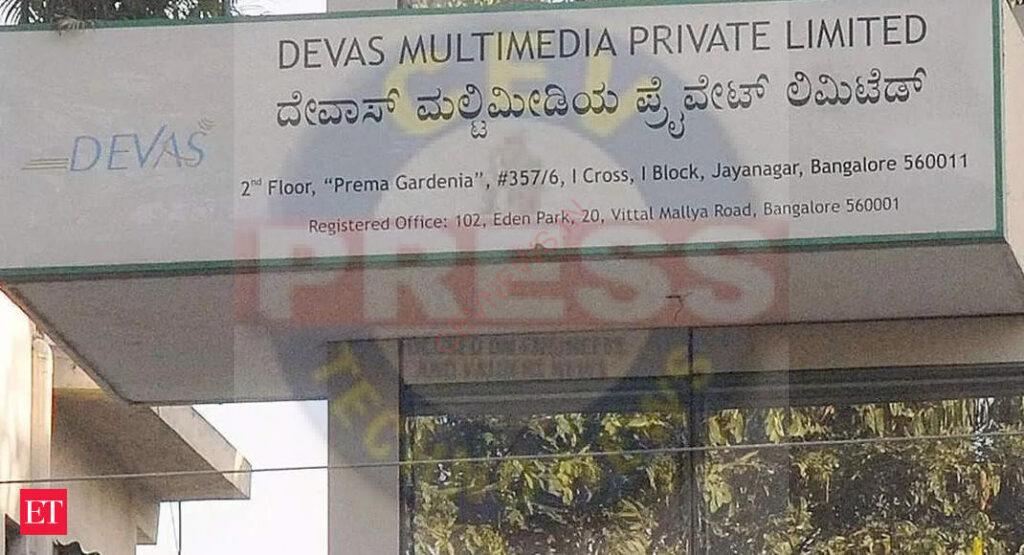 DEVAS MULTIMEDIA PRIVATE LIMITED
ದೇವಾಸ್ ಮಲ್ಟಿಮೀಡಿಯ ಪ್ರೈವೇಟ್ ಲಿಮಿಟೆಡ್
DEVAS
2nd Floor, "Prema Gardenia", #357/6, I Cross, I Block, Jayanagar, Bangalore 560011
Registered Office: 102, Eden Park, 20, Vittal Mallya Road, Bangalore 560001
PRESS
ET